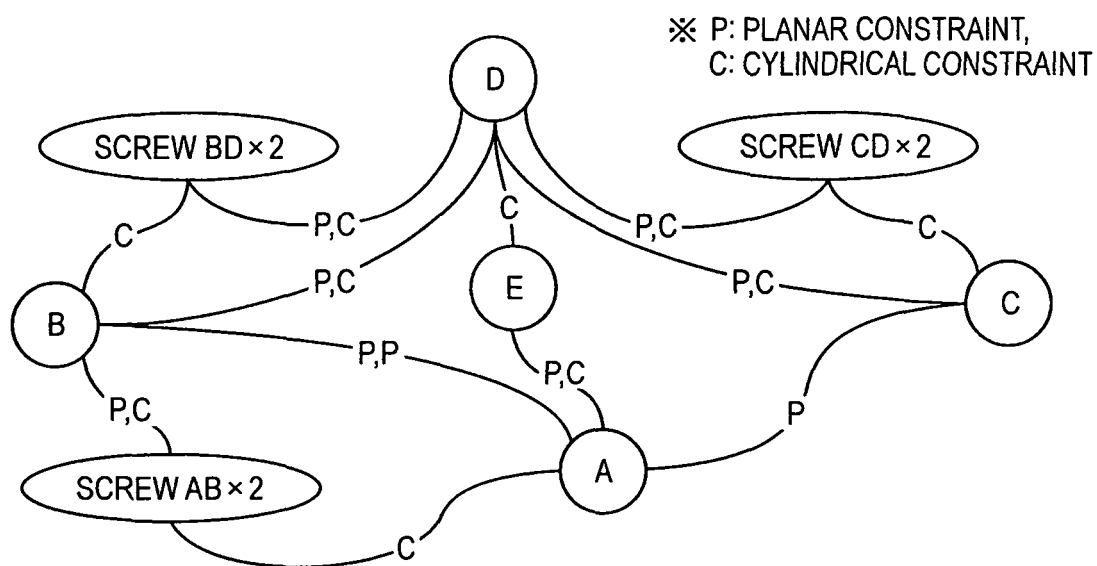 ※ P: PLANAR CONSTRAINT,
C: CYLINDRICAL CONSTRAINT
D
SCREW BD×2
SCREW CD×2
C
P,C
C
P,C
C
P,C
P,C
B
E
C
P,P
P,C
P,C
P
A
SCREW AB×2
C